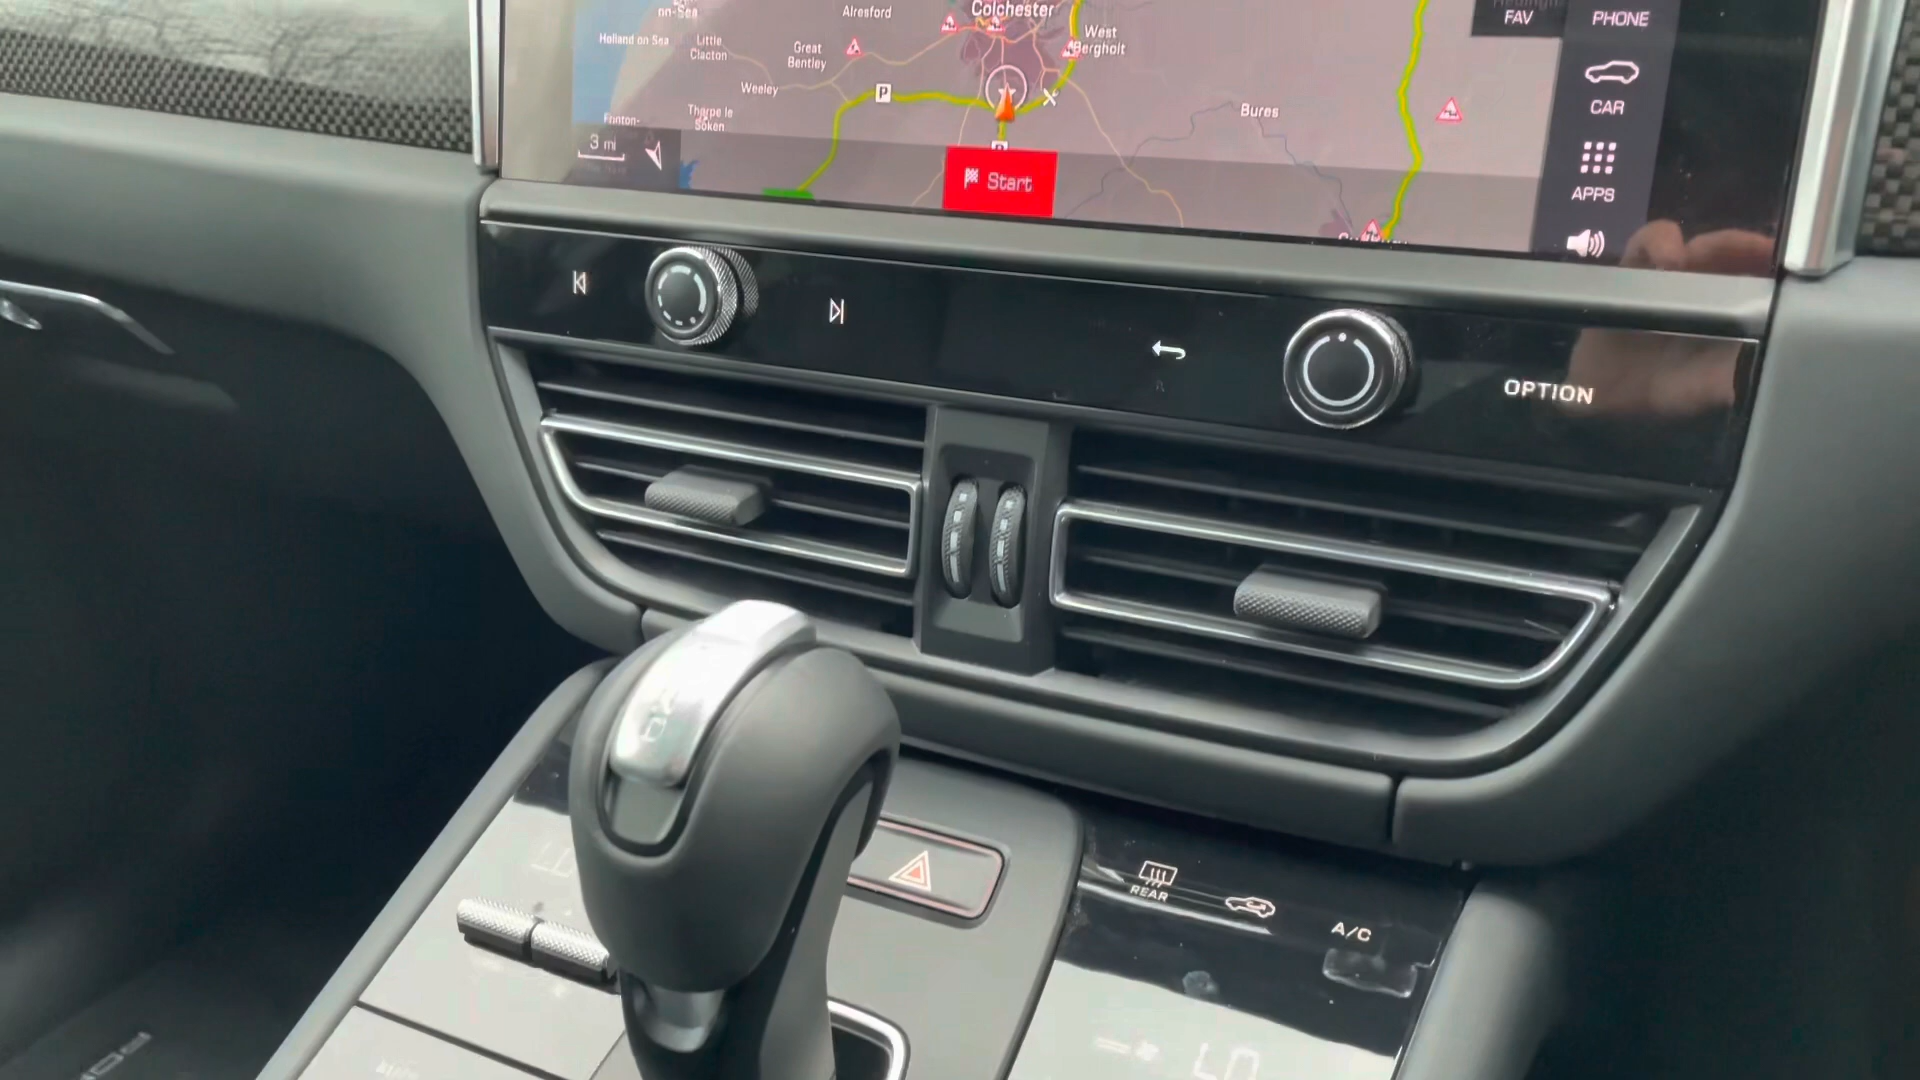 Colchester
Alresford
on-Sea
FAV
PHONE
Holland on Sea
Little
Clacton
Great
Bentley
West
Bergholt
Weeley
CAR
Thorpe le
Soken
Bures
Frinton-
P
3 mi
Start
APPS
OPTION
REAR
A/C
LO